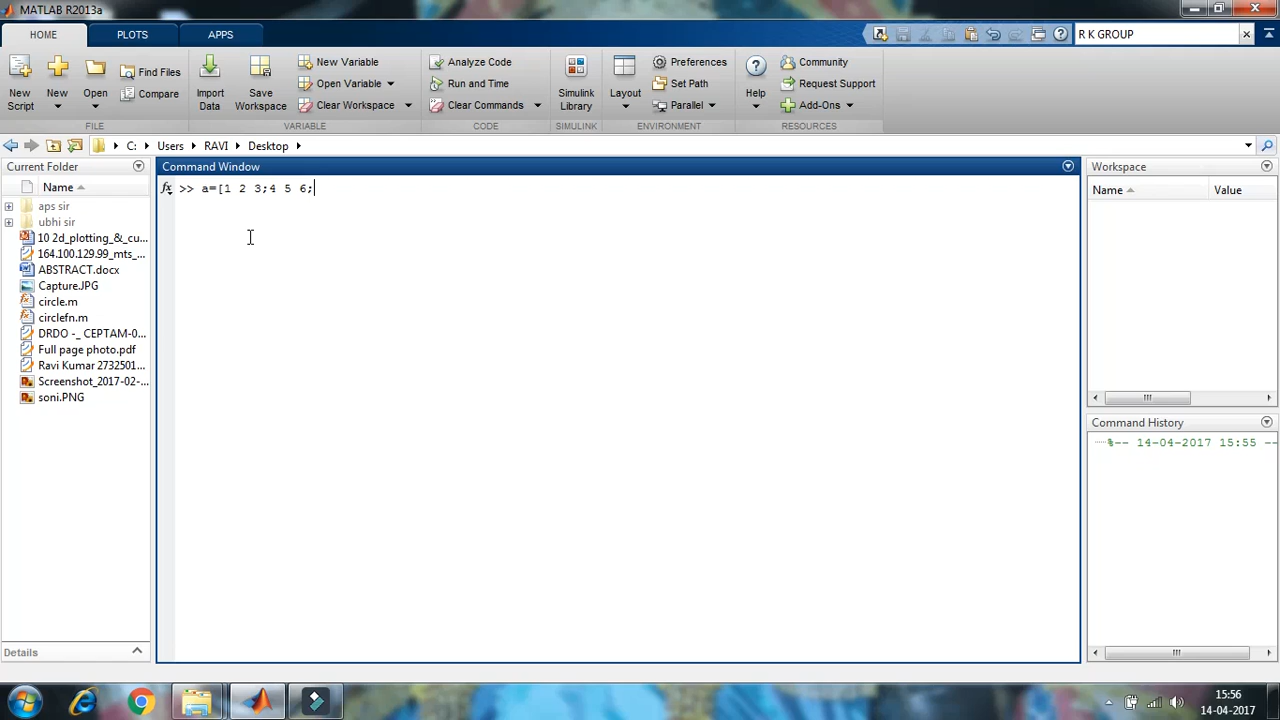 MATLAB R2013a
HOME
PLOTS
APPS
R K GROUP
New Script
New
Open
Find Files
Compare
FILE
Import Data
Save Workspace
New Variable
Open Variable
Clear Workspace
VARIABLE
Analyze Code
Run and Time
Clear Commands
CODE
Simulink Library
SIMULINK
Layout
Preferences
Set Path
Parallel
ENVIRONMENT
Help
Community
Request Support
Add-Ons
RESOURCES
C: Users RAVI Desktop
Current Folder
Name
aps sir
ubhi sir
10 2d_plotting_&_cu...
164.100.129.99_mts_...
ABSTRACT.docx
Capture.JPG
circle.m
circlefn.m
DRDO -_ CEPTAM-0...
Full page photo.pdf
Ravi Kumar 2732501...
Screenshot_2017-02-...
soni.PNG
Details
Command Window
fx >> a=[1 2 3;4 5 6;
Workspace
Name Value
Command History
%-- 14-04-2017 15:55 --
15:56
14-04-2017